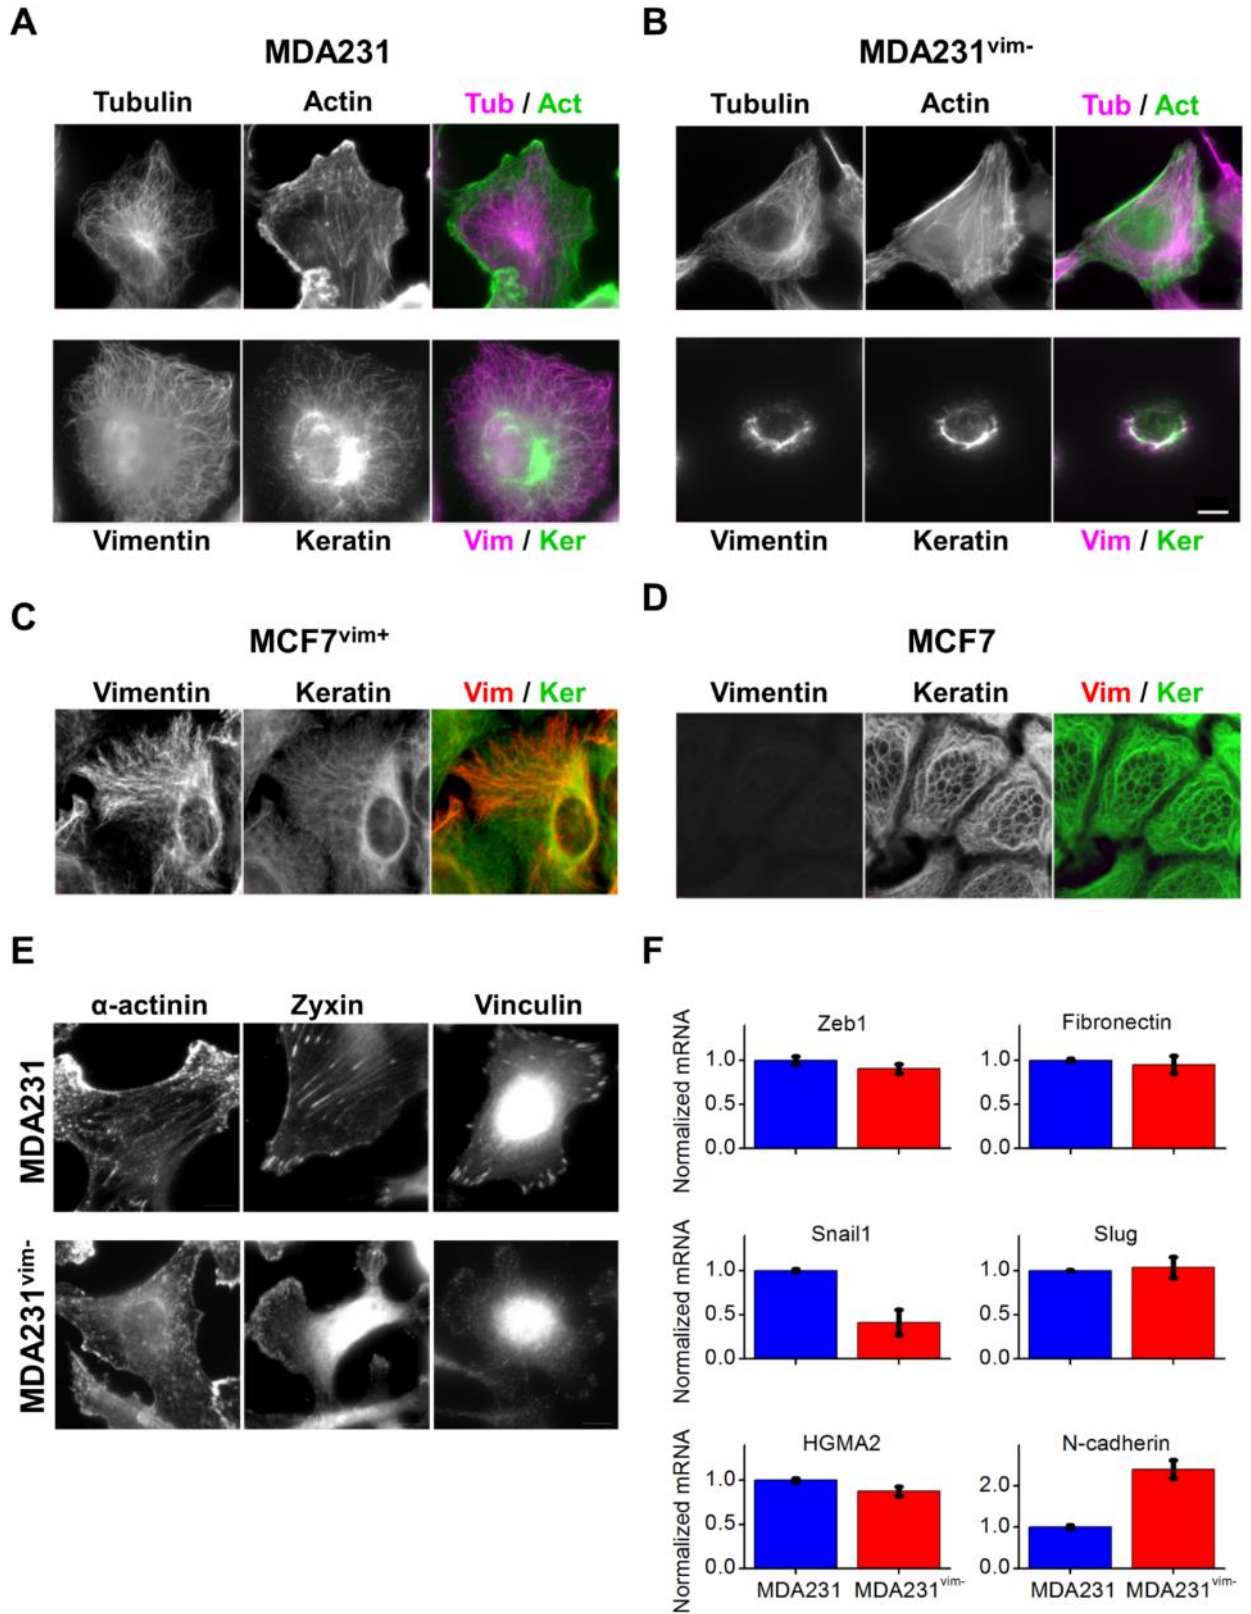 A
MDA231
Tubulin Actin Tub / Act
Vimentin Keratin Vim / Ker
B
MDA231vim-
Tubulin Actin Tub / Act
Vimentin Keratin Vim / Ker
C
MCF7vim+
Vimentin Keratin Vim / Ker
D
MCF7
Vimentin Keratin Vim / Ker
E
α-actinin Zyxin Vinculin
MDA231
MDA231vim-
F
Zeb1 Fibronectin
Normalized mRNA
1.0 1.0
0.5 0.5
0.0 0.0
Snail1 Slug
Normalized mRNA
1.0 1.0
0.5 0.5
0.0 0.0
HGMA2 N-cadherin
Normalized mRNA
1.0 2.0
0.5 1.0
0.0 0.0
MDA231 MDA231vim- MDA231 MDA231vim-